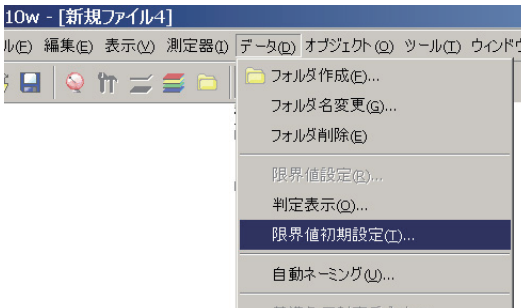 10w - [新規ファイル4]
ル(E) 編集(E) 表示(V) 測定器(I) データ(D) オブジェクト(O) ツール(T) ウィンド
フォルダ作成(F)...
フォルダ名変更(G)...
フォルダ削除(E)
限界値設定(R)...
判定表示(O)...
限界値初期設定(T)...
自動ネーミング(U)...